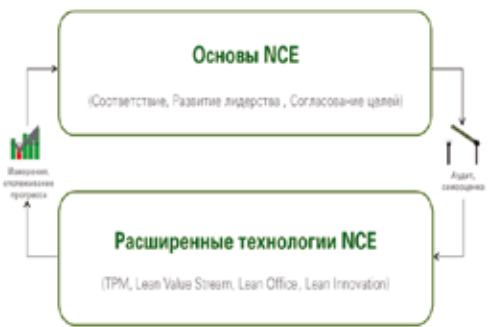 Основы NCE
(Соответствие, Развитие лидерства , Согласование целей)
Измерения,
отслеживание
прогресса
Аудит,
самооценка
Расширенные технологии NCE
(TPM, Lean Value Stream, Lean Office, Lean Innovation)